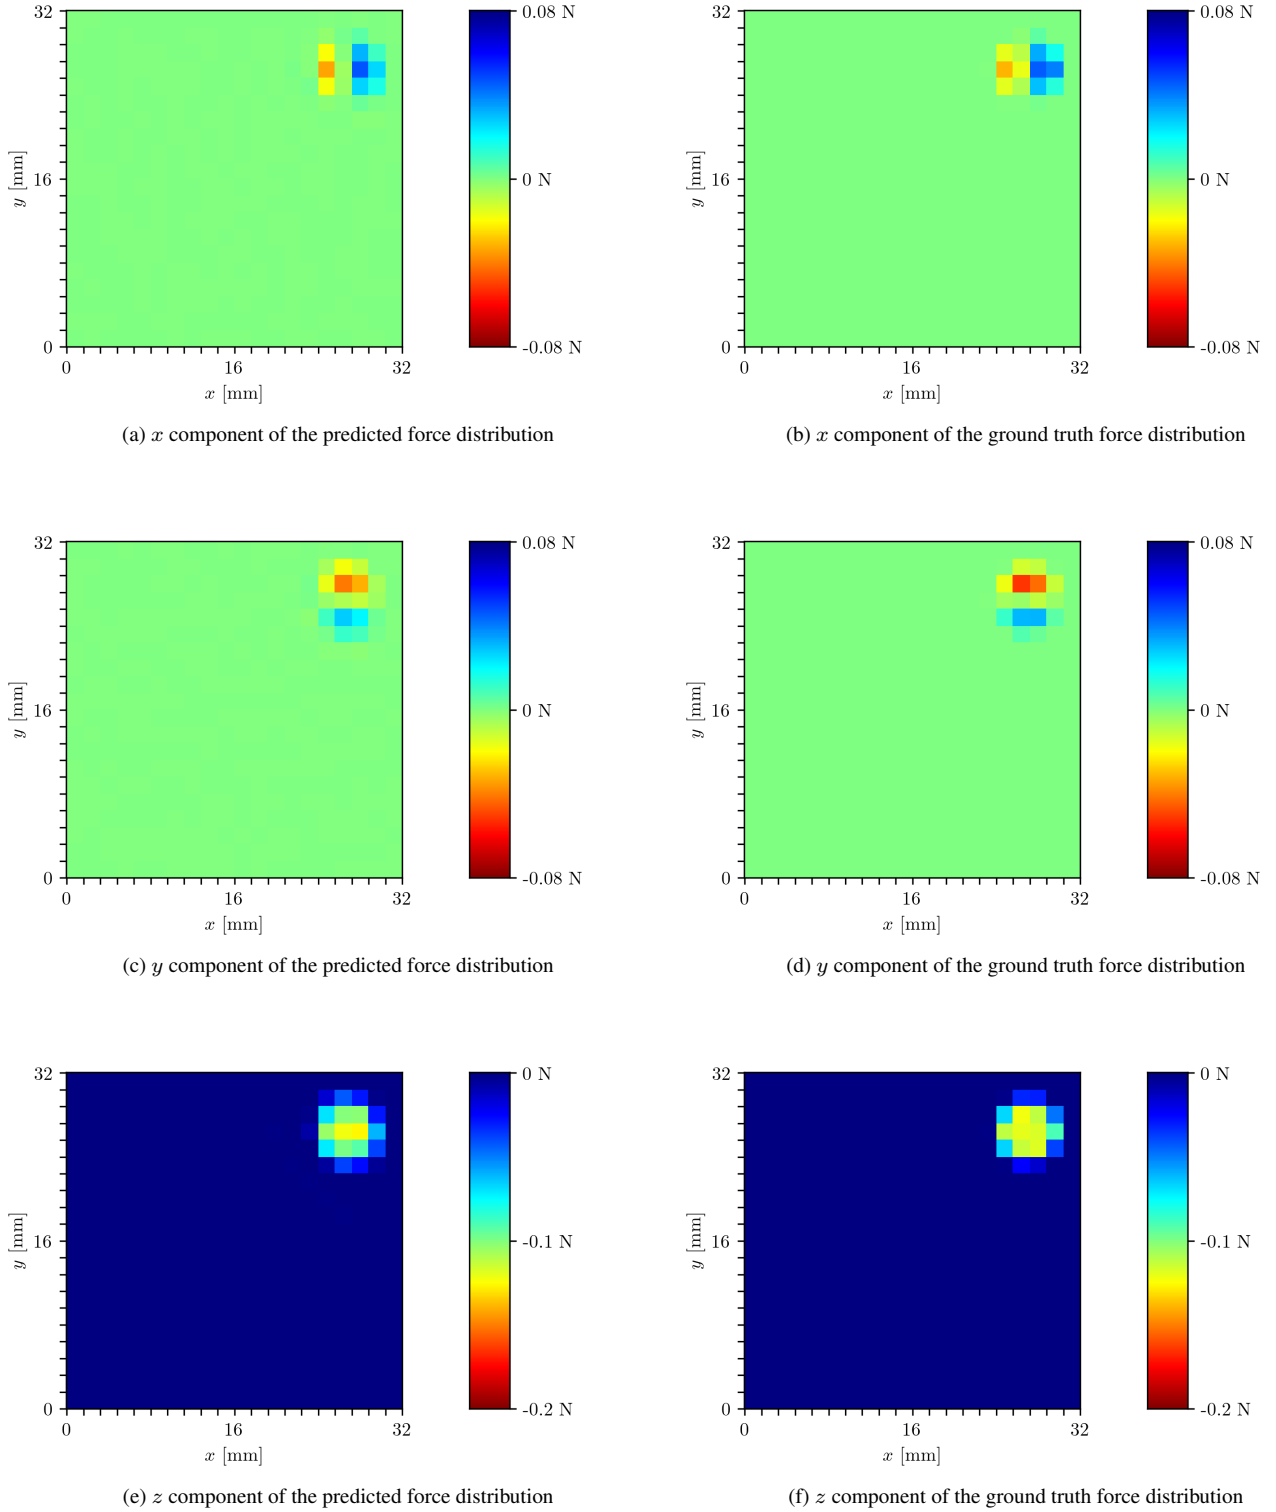 32
16
0
y [mm]
0
16
32
x [mm]
0.08 N
0 N
-0.08 N
(a) x component of the predicted force distribution
32
16
0
y [mm]
0
16
32
x [mm]
0.08 N
0 N
-0.08 N
(b) x component of the ground truth force distribution
32
16
0
y [mm]
0
16
32
x [mm]
0.08 N
0 N
-0.08 N
(c) y component of the predicted force distribution
32
16
0
y [mm]
0
16
32
x [mm]
0.08 N
0 N
-0.08 N
(d) y component of the ground truth force distribution
32
16
0
y [mm]
0
16
32
x [mm]
0 N
-0.1 N
-0.2 N
(e) z component of the predicted force distribution
32
16
0
y [mm]
0
16
32
x [mm]
0 N
-0.1 N
-0.2 N
(f) z component of the ground truth force distribution